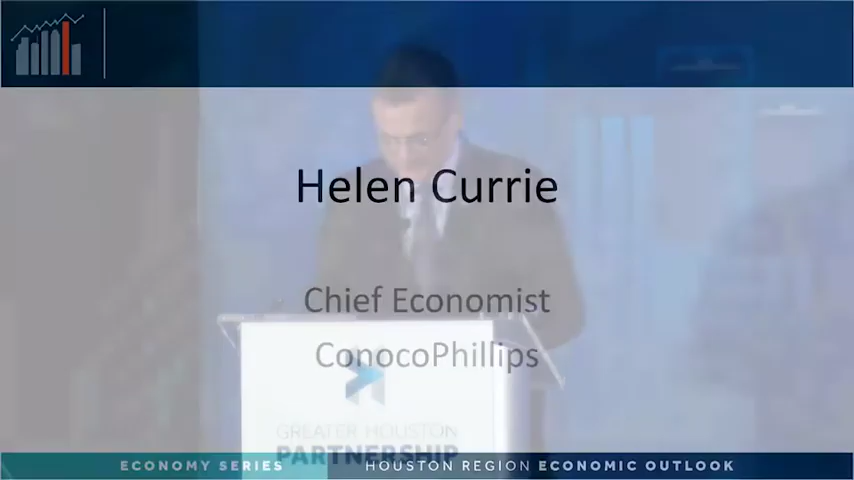 Helen Currie
Chief Economist
ConocoPhillips
GREATER HOUSTON
PARTNERSHIP
ECONOMY SERIES
HOUSTON REGION ECONOMIC OUTLOOK